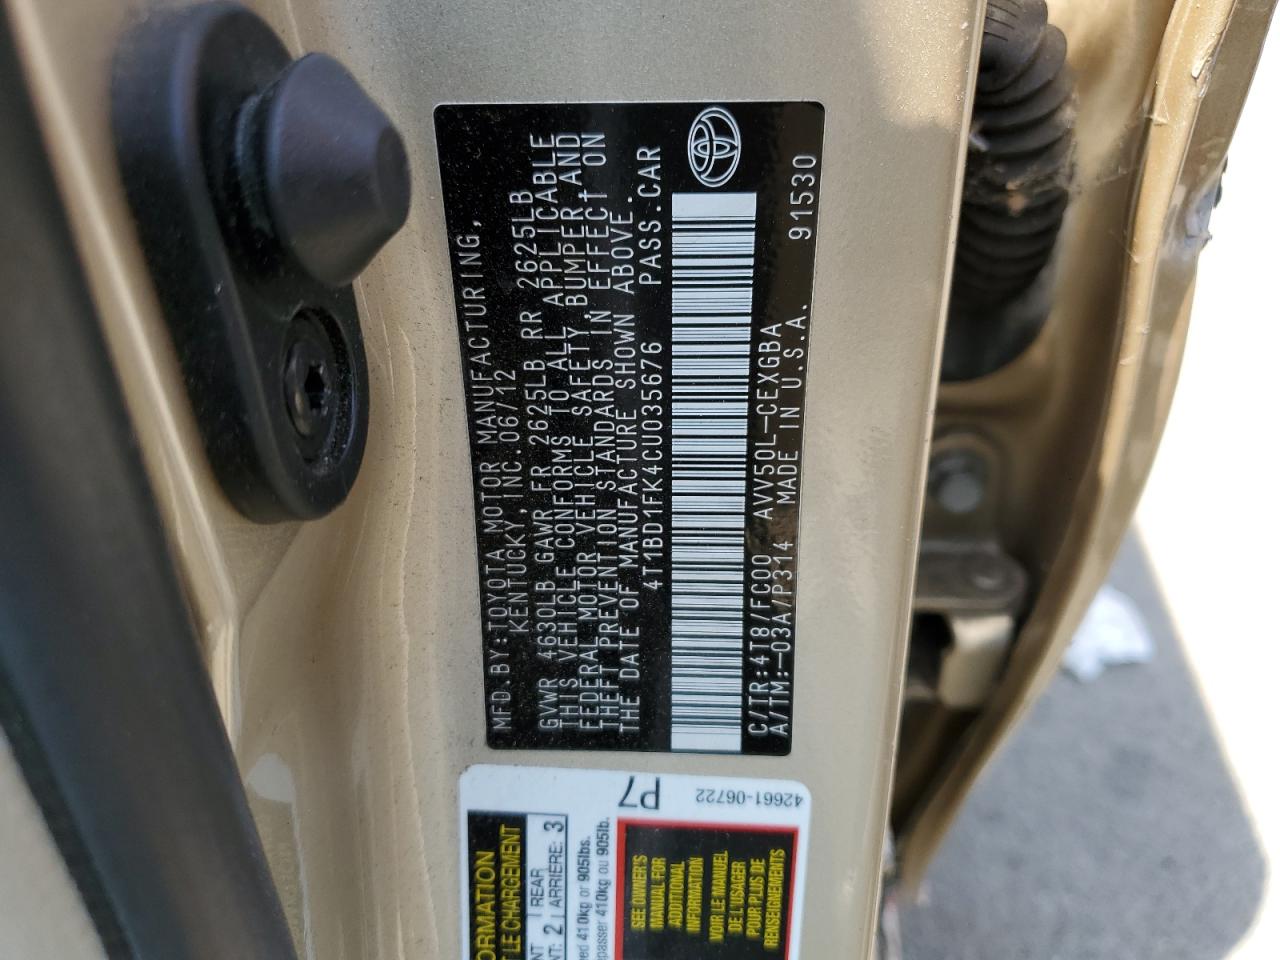 MFD.BY:TOYOTA MOTOR MANUFACTURING,
KENTUCKY,INC.06/12
GVWR 4630LB GAWR FR 2625LB RR 2625LB
THIS VEHICLE CONFORMS TO ALL APPLICABLE
FEDERAL MOTOR VEHICLE SAFETY,BUMPER,AND
THEFT PREVENTION STANDARDS IN EFFECT ON
THE DATE OF MANUFACTURE SHOWN ABOVE.
4T1BD1FK4CU035676 PASS.CAR
C/TR:4T8/FC00 AVV50L-CEXGBA
A/TM:-03A/P314 MADE IN U.S.A. 91530
P7
42661-06722
ORMATION
LE CHARGEMENT
2 REAR 3
ARRIÈRE:
410kg or 905lbs.
410kg ou 905lb.
SEE OWNER'S
MANUAL FOR
ADDITIONAL
INFORMATION
VOIR LE MANUEL
DE L'USAGER
POUR PLUS DE
RENSEIGNEMENTS